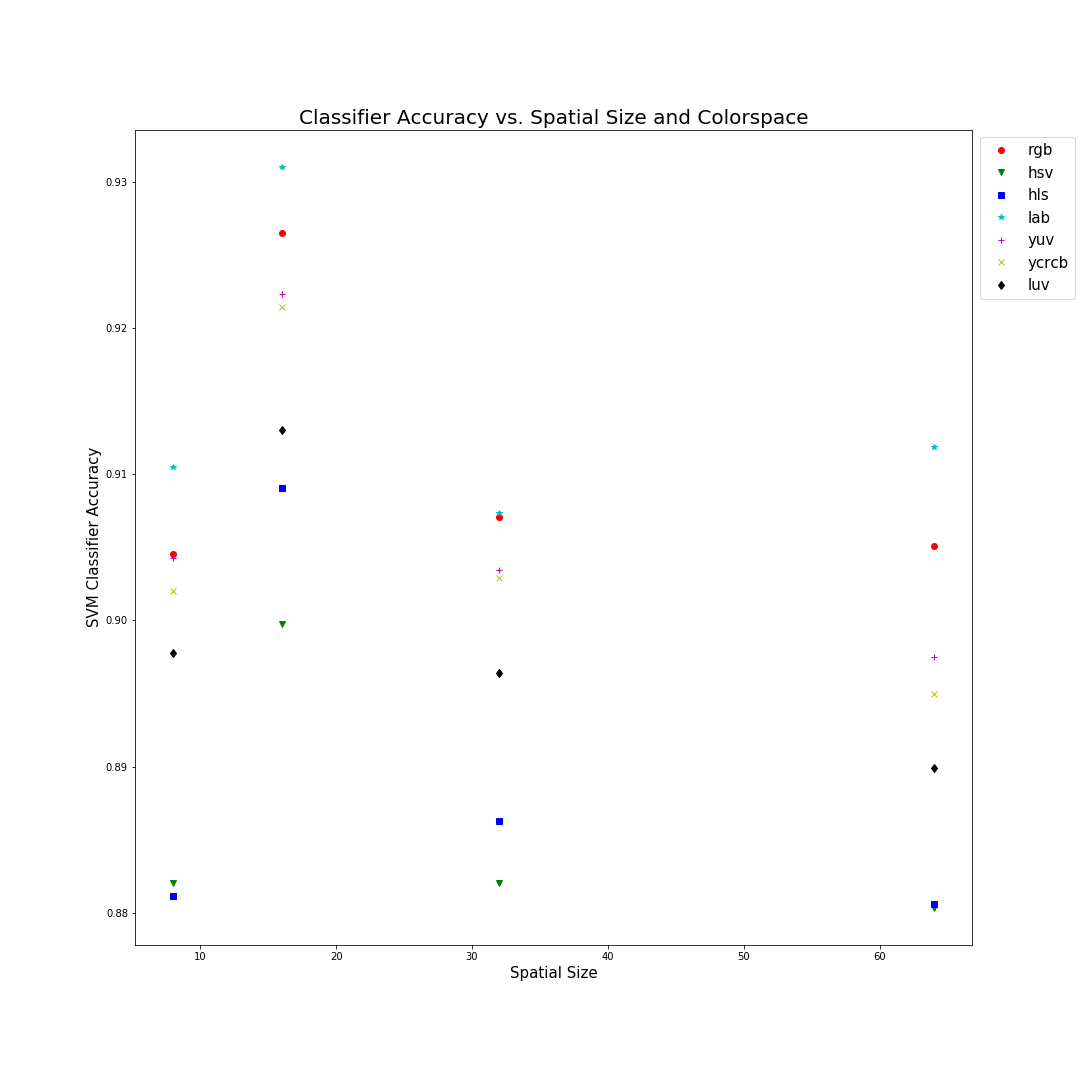 Classifier Accuracy vs. Spatial Size and Colorspace
rgb
hsv
hls
lab
yuv
ycrcb
luv
0.93
0.92
0.91
0.90
0.89
0.88
SVM Classifier Accuracy
10 20 30 40 50 60
Spatial Size